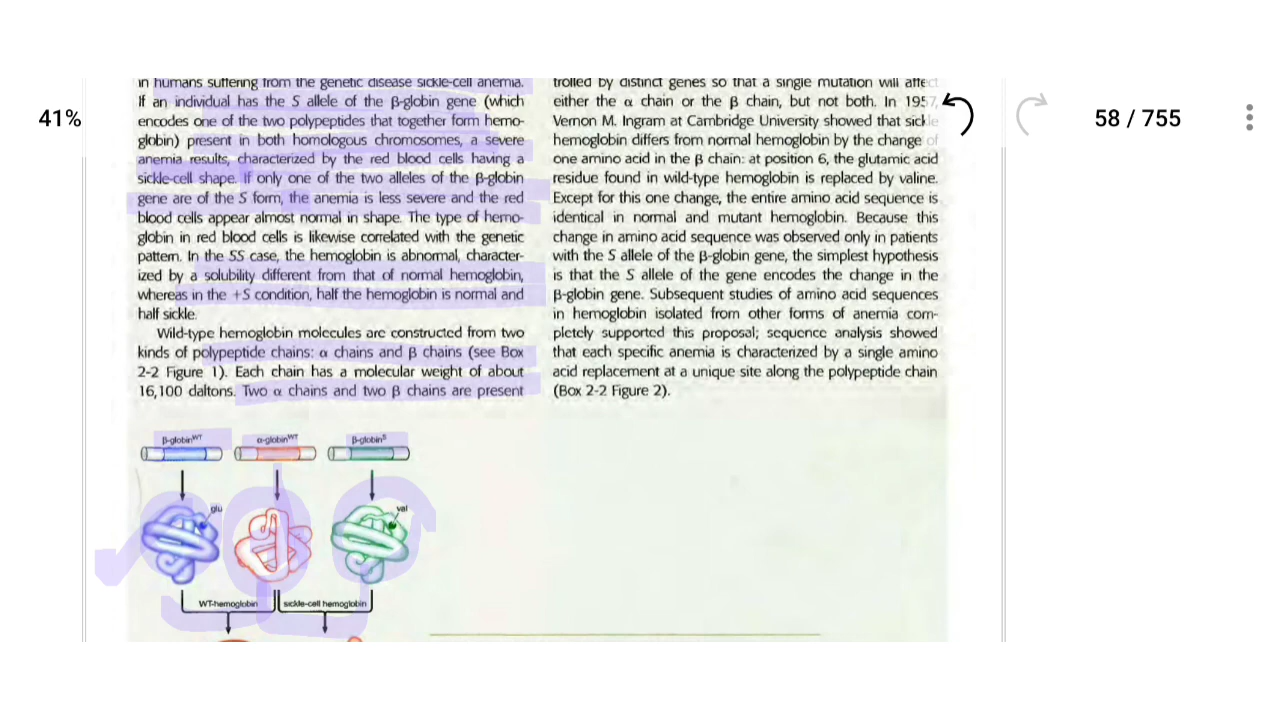 41%
58 / 755
in humans suffering from the genetic disease sickle-cell anemia.
If an individual has the S allele of the β-globin gene (which
encodes one of the two polypeptides that together form hemo-
globin) present in both homologous chromosomes, a severe
anemia results, characterized by the red blood cells having a
sickle-cell shape. If only one of the two alleles of the β-globin
gene are of the S form, the anemia is less severe and the red
blood cells appear almost normal in shape. The type of hemo-
globin in red blood cells is likewise correlated with the genetic
pattern. In the SS case, the hemoglobin is abnormal, character-
ized by a solubility different from that of normal hemoglobin,
whereas in the +S condition, half the hemoglobin is normal and
half sickle.
Wild-type hemoglobin molecules are constructed from two
kinds of polypeptide chains: α chains and β chains (see Box
2-2 Figure 1). Each chain has a molecular weight of about
16,100 daltons. Two α chains and two β chains are present
trolled by distinct genes so that a single mutation will affect
either the α chain or the β chain, but not both. In 1957,
Vernon M. Ingram at Cambridge University showed that sickle
hemoglobin differs from normal hemoglobin by the change of
one amino acid in the β chain: at position 6, the glutamic acid
residue found in wild-type hemoglobin is replaced by valine.
Except for this one change, the entire amino acid sequence is
identical in normal and mutant hemoglobin. Because this
change in amino acid sequence was observed only in patients
with the S allele of the β-globin gene, the simplest hypothesis
is that the S allele of the gene encodes the change in the
β-globin gene. Subsequent studies of amino acid sequences
in hemoglobin isolated from other forms of anemia com-
pletely supported this proposal; sequence analysis showed
that each specific anemia is characterized by a single amino
acid replacement at a unique site along the polypeptide chain
(Box 2-2 Figure 2).
β-globinWT α-globinWT β-globinS
glu val
WT-hemoglobin sickle-cell hemoglobin